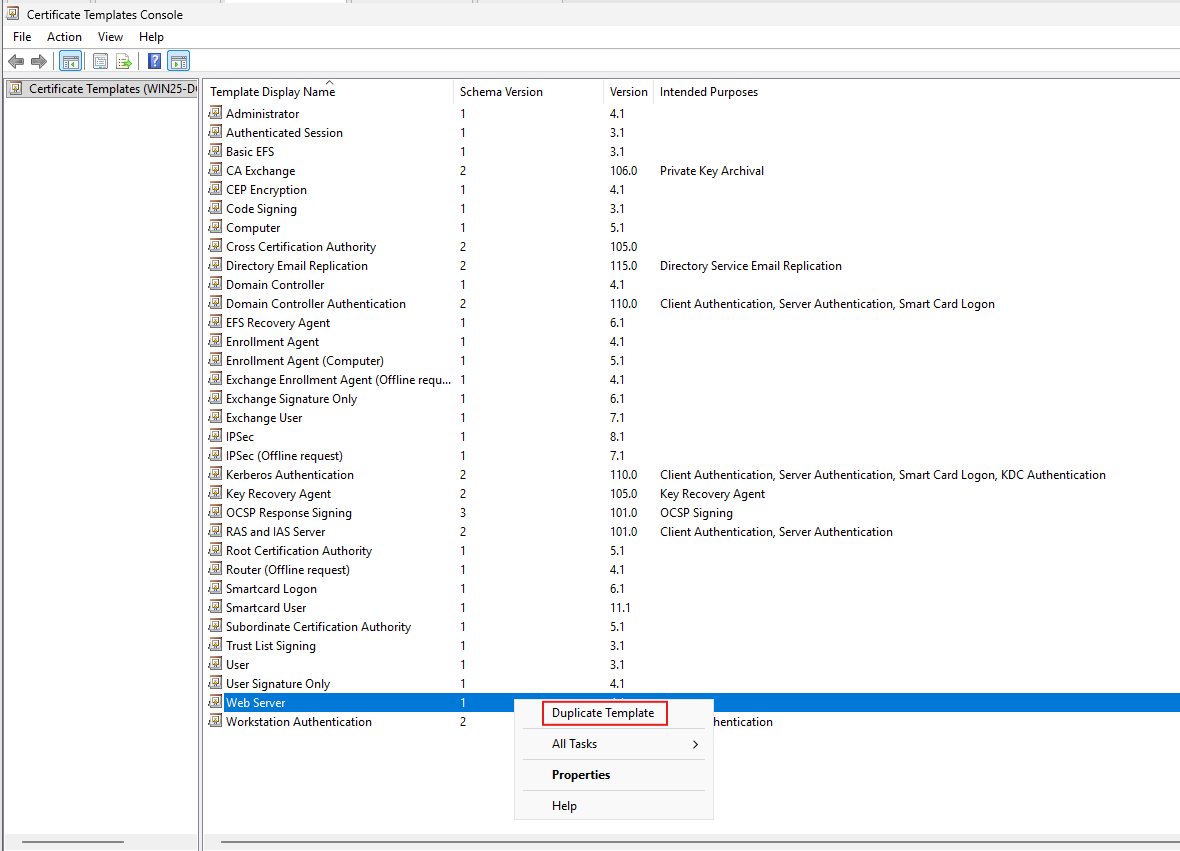 Certificate Templates Console
File Action View Help
Certificate Templates (WIN25-D
Template Display Name Schema Version Version Intended Purposes
Administrator 1 4.1
Authenticated Session 1 3.1
Basic EFS 1 3.1
CA Exchange 2 106.0 Private Key Archival
CEP Encryption 1 4.1
Code Signing 1 3.1
Computer 1 5.1
Cross Certification Authority 2 105.0
Directory Email Replication 2 115.0 Directory Service Email Replication
Domain Controller 1 4.1
Domain Controller Authentication 2 110.0 Client Authentication, Server Authentication, Smart Card Logon
EFS Recovery Agent 1 6.1
Enrollment Agent 1 4.1
Enrollment Agent (Computer) 1 5.1
Exchange Enrollment Agent (Offline requ... 1 4.1
Exchange Signature Only 1 6.1
Exchange User 1 7.1
IPSec 1 8.1
IPSec (Offline request) 1 7.1
Kerberos Authentication 2 110.0 Client Authentication, Server Authentication, Smart Card Logon, KDC Authentication
Key Recovery Agent 2 105.0 Key Recovery Agent
OCSP Response Signing 3 101.0 OCSP Signing
RAS and IAS Server 2 101.0 Client Authentication, Server Authentication
Root Certification Authority 1 5.1
Router (Offline request) 1 4.1
Smartcard Logon 1 6.1
Smartcard User 1 11.1
Subordinate Certification Authority 1 5.1
Trust List Signing 1 3.1
User 1 3.1
User Signature Only 1 4.1
Web Server 1
Workstation Authentication 2 hentication
Duplicate Template
All Tasks
Properties
Help